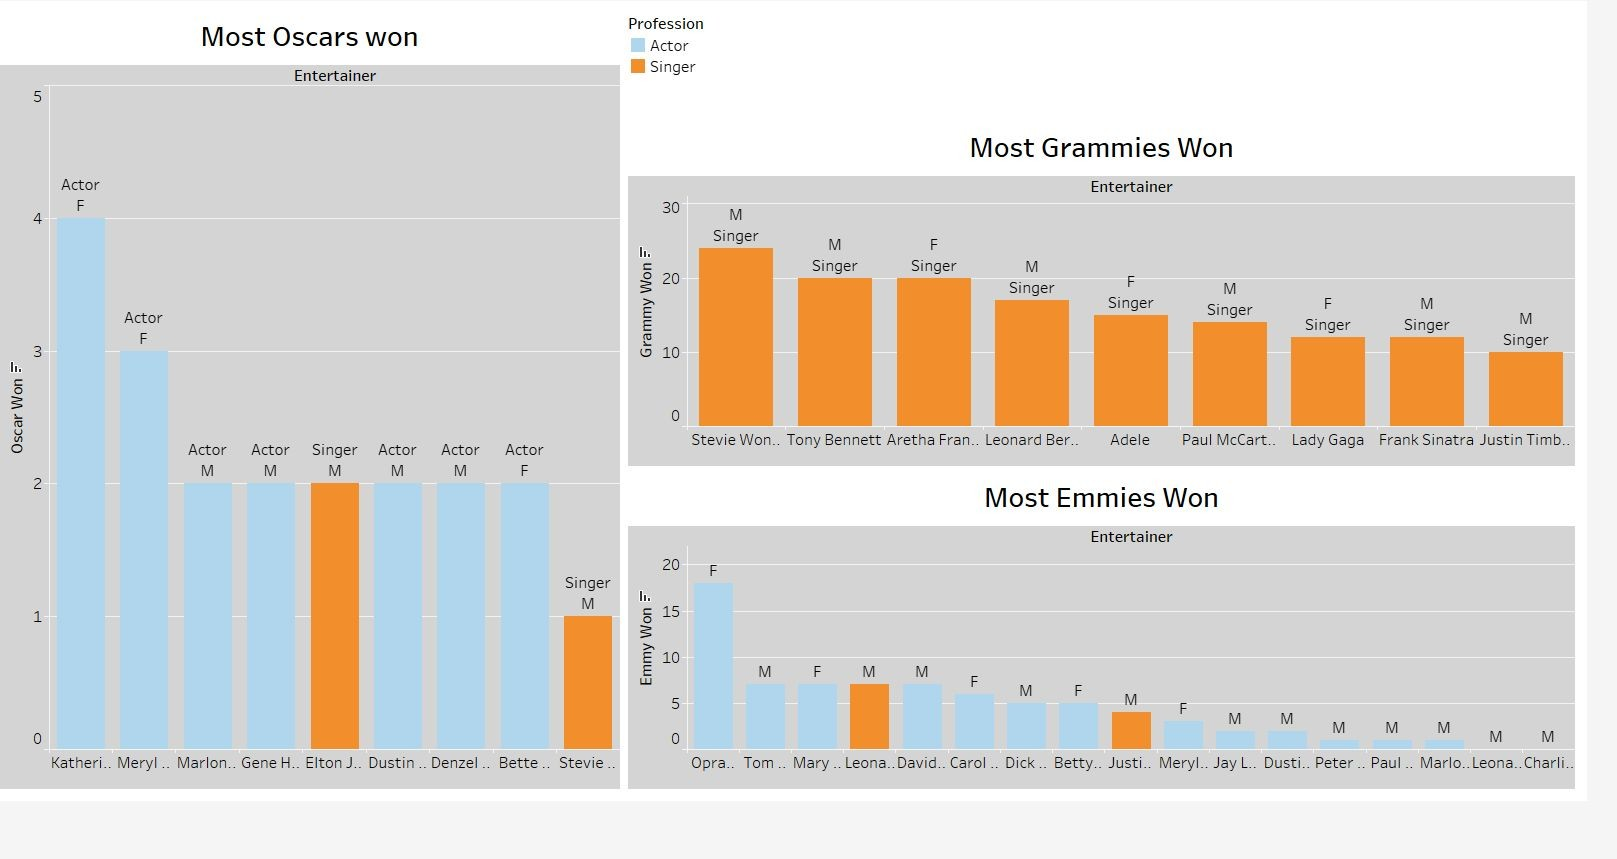 Most Oscars won
Entertainer
Oscar Won
5
4
3
2
1
0
Actor
F
Actor
F
Actor
M
Actor
M
Singer
M
Actor
M
Actor
M
Actor
F
Singer
M
Katheri.. Meryl .. Marlon.. Gene H.. Elton J.. Dustin .. Denzel .. Bette .. Stevie ..
Profession
Actor
Singer
Most Grammies Won
Entertainer
Grammy Won
30
20
10
0
M
Singer
M
Singer
F
Singer
M
Singer
F
Singer
M
Singer
F
Singer
M
Singer
M
Singer
Stevie Won.. Tony Bennett Aretha Fran.. Leonard Ber.. Adele Paul McCart.. Lady Gaga Frank Sinatra Justin Timb..
Most Emmies Won
Entertainer
Emmy Won
20
15
10
5
0
F
M
F
M
M
F
M
F
M
F
M
M
M
M
M
M
M
Opra.. Tom .. Mary .. Leona.. David.. Carol .. Dick .. Betty.. Justi.. Meryl.. Jay L.. Dusti.. Peter .. Paul .. Marlo.. Leona.. Charli..